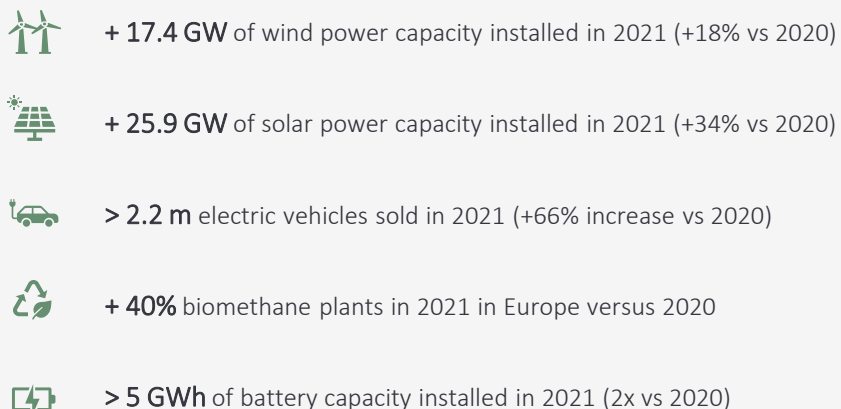 + 17.4 GW of wind power capacity installed in 2021 (+18% vs 2020)
+ 25.9 GW of solar power capacity installed in 2021 (+34% vs 2020)
> 2.2 m electric vehicles sold in 2021 (+66% increase vs 2020)
+ 40% biomethane plants in 2021 in Europe versus 2020
> 5 GWh of battery capacity installed in 2021 (2x vs 2020)